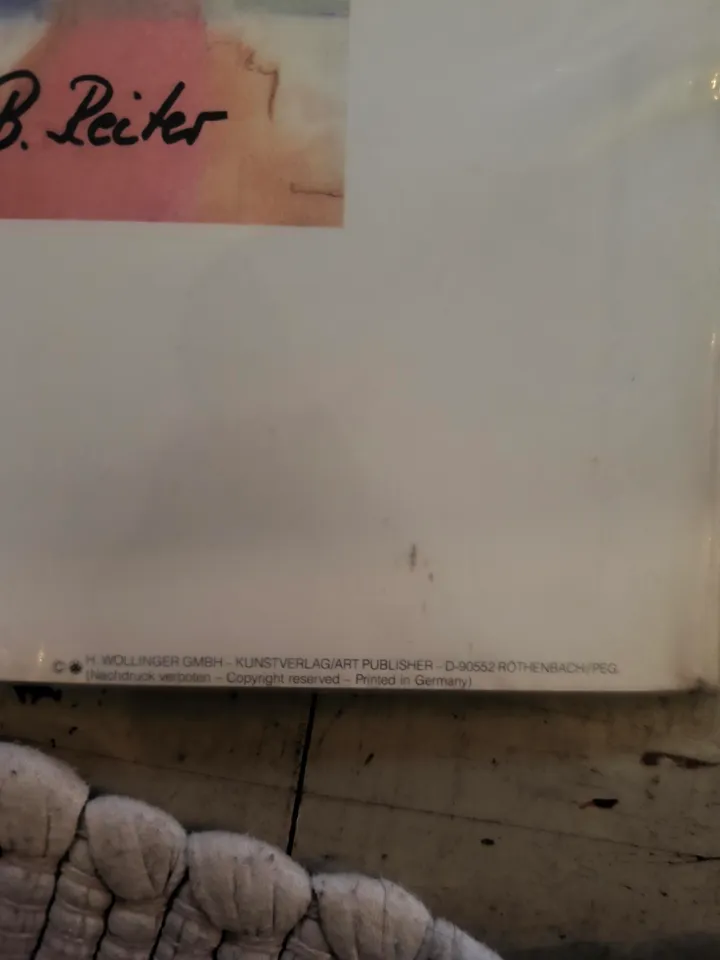 B. Reiter
© H. WOLLINGER GMBH – KUNSTVERLAG/ART PUBLISHER – D-90552 RÖTHENBACH/PEG.
(Nachdruck verboten – Copyright reserved – Printed in Germany)